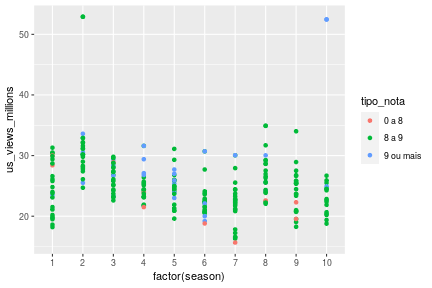 us_views_millions
50
40
30
20
1 2 3 4 5 6 7 8 9 10
factor(season)
tipo_nota
0 a 8
8 a 9
9 ou mais